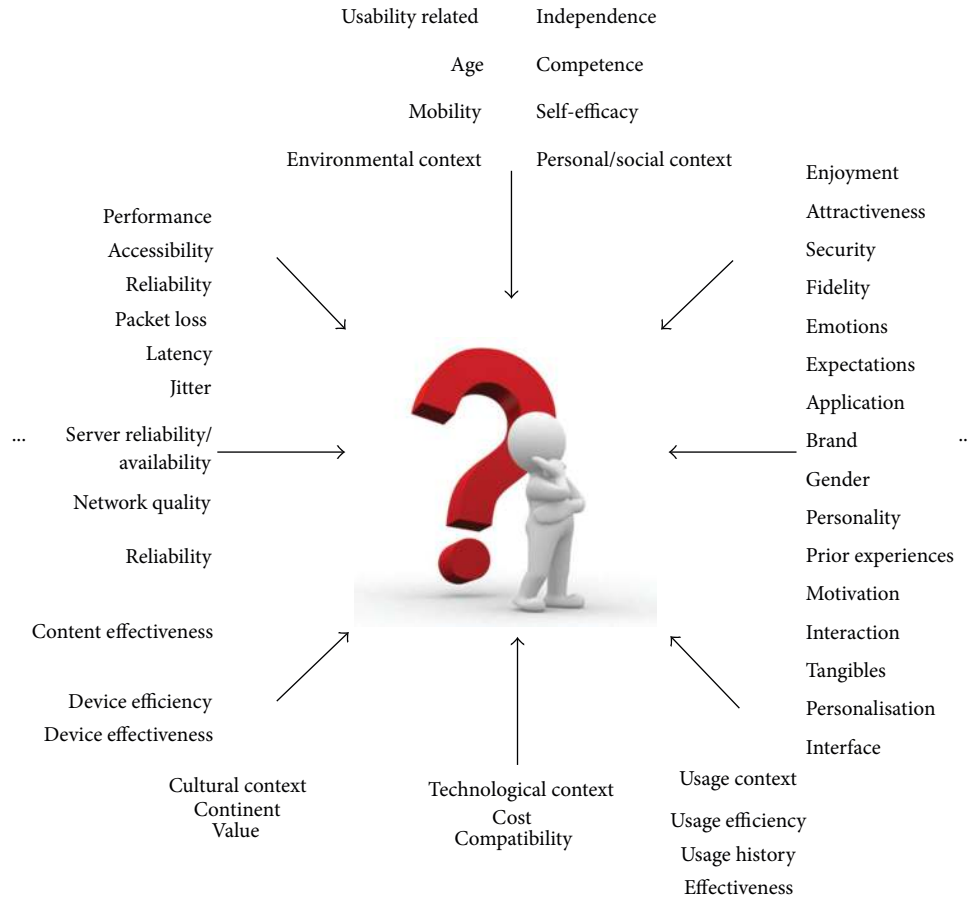 Usability related Independence
Age Competence
Mobility Self-efficacy
Environmental context Personal/social context
Performance
Accessibility
Reliability
Packet loss
Latency
Jitter
... Server reliability/
availability
Network quality
Reliability
Content effectiveness
Device efficiency
Device effectiveness
Enjoyment
Attractiveness
Security
Fidelity
Emotions
Expectations
Application
Brand ..
Gender
Personality
Prior experiences
Motivation
Interaction
Tangibles
Personalisation
Interface
Cultural context
Continent
Value
Technological context
Cost
Compatibility
Usage context
Usage efficiency
Usage history
Effectiveness